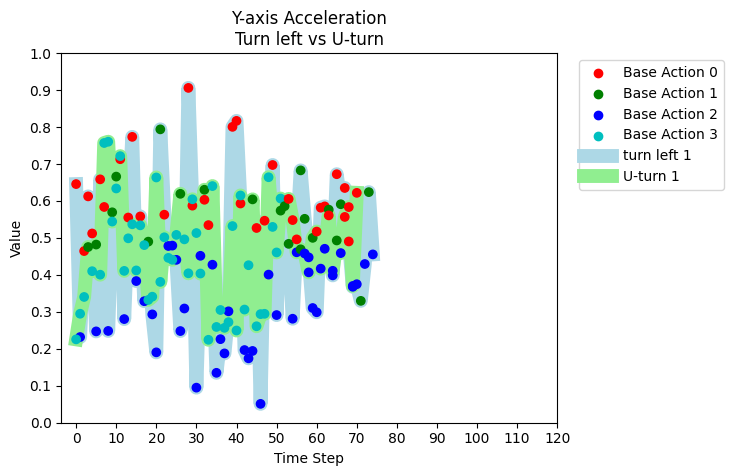 Y-axis Acceleration
Turn left vs U-turn
Value
1.0
0.9
0.8
0.7
0.6
0.5
0.4
0.3
0.2
0.1
0.0
0 10 20 30 40 50 60 70 80 90 100 110 120
Time Step
Base Action 0
Base Action 1
Base Action 2
Base Action 3
turn left 1
U-turn 1